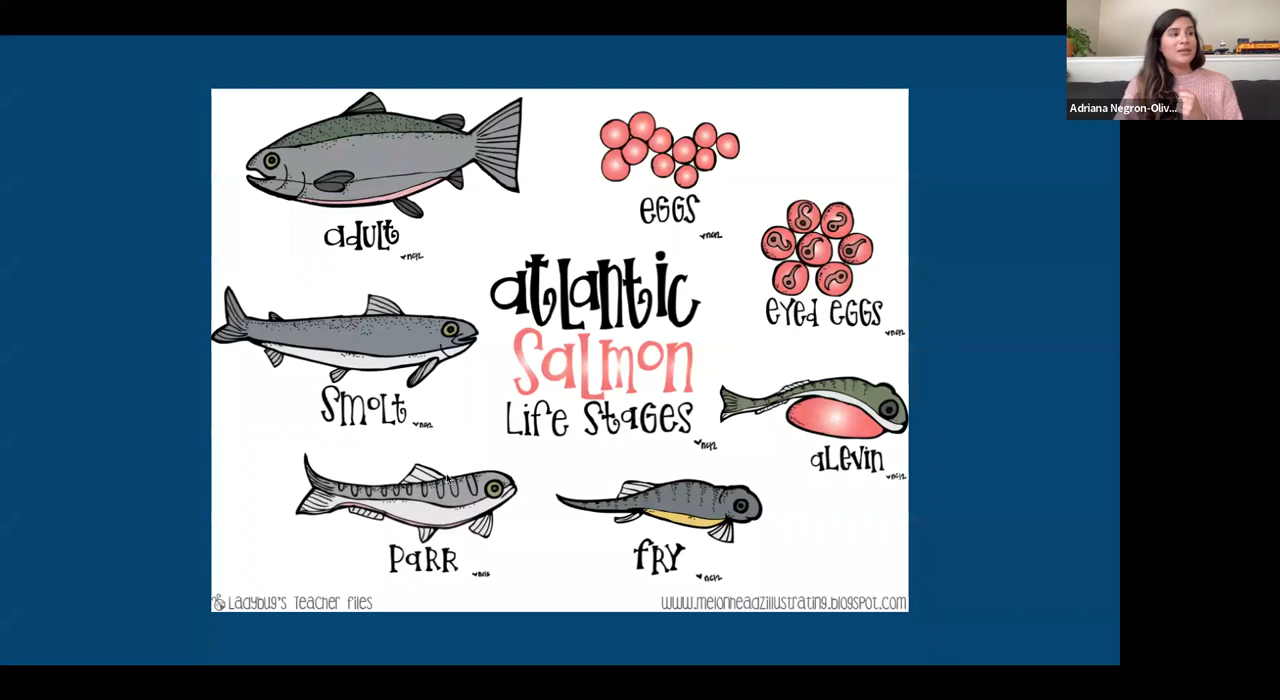 Adriana Negron-Oliv...
adult
eggs
eyed eggs
atlantic
Salmon
Life Stages
Smolt
alevin
Parr
fry
Ladybug's Teacher Files
www.melonheadzillustrating.blogspot.com